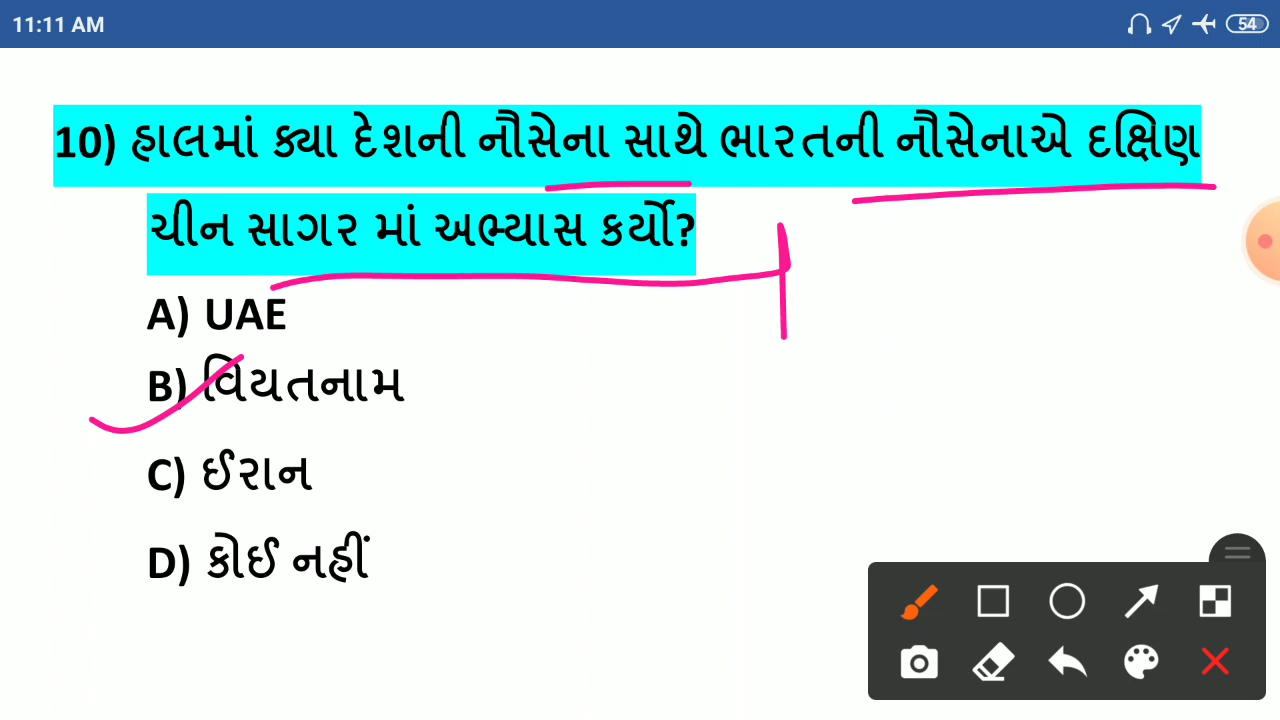 11:11 AM
54
10) હાલમાં ક્યા દેશની નૌસેના સાથે ભારતની નૌસેનાએ દક્ષિણ
ચીન સાગર માં અભ્યાસ કર્યો?
A) UAE
B) વિયતનામ
C) ઈરાન
D) કોઈ નહીં